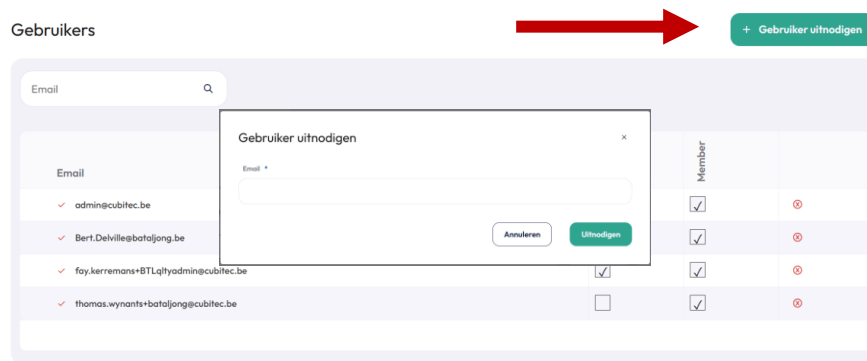 Gebruikers
+ Gebruiker uitnodigen
Email
Gebruiker uitnodigen
×
Email *
Annuleren
Uitnodigen
Email
Member
admin@cubitec.be
Bert.Delville@bataljong.be
fay.kerremans+BTLqltyadmin@cubitec.be
thomas.wynants+bataljong@cubitec.be